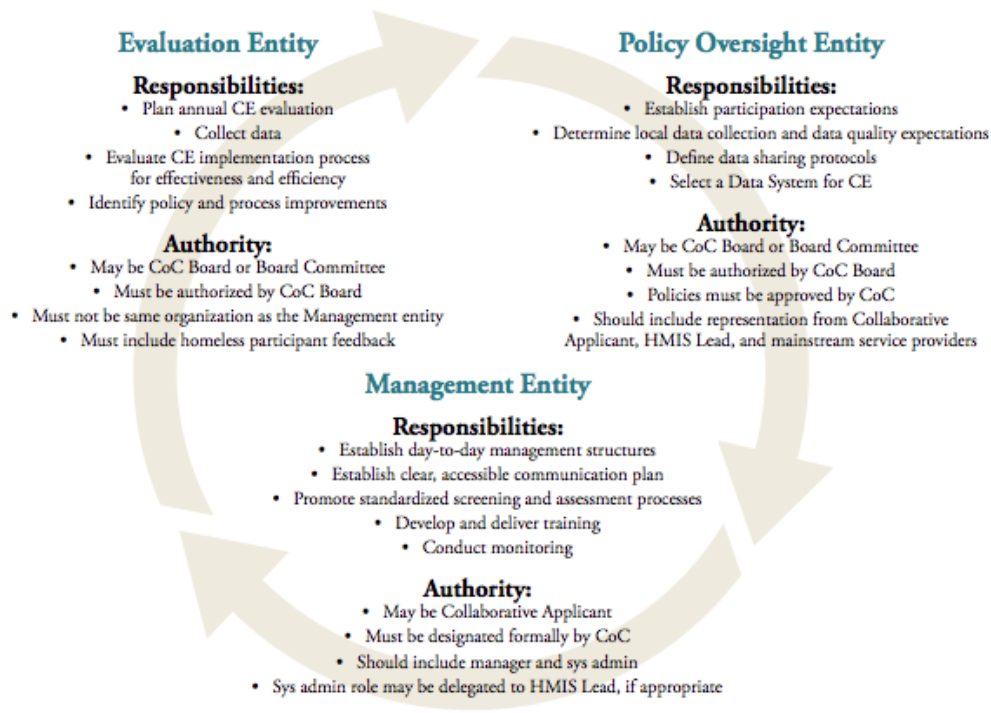 Evaluation Entity
Responsibilities:
• Plan annual CE evaluation
• Collect data
• Evaluate CE implementation process
for effectiveness and efficiency
• Identify policy and process improvements
Authority:
• May be CoC Board or Board Committee
• Must be authorized by CoC Board
• Must not be same organization as the Management entity
• Must include homeless participant feedback
Policy Oversight Entity
Responsibilities:
• Establish participation expectations
• Determine local data collection and data quality expectations
• Define data sharing protocols
• Select a Data System for CE
Authority:
• May be CoC Board or Board Committee
• Must be authorized by CoC Board
• Policies must be approved by CoC
• Should include representation from Collaborative
Applicant, HMIS Lead, and mainstream service providers
Management Entity
Responsibilities:
• Establish day-to-day management structures
• Establish clear, accessible communication plan
• Promote standardized screening and assessment processes
• Develop and deliver training
• Conduct monitoring
Authority:
• May be Collaborative Applicant
• Must be designated formally by CoC
• Should include manager and sys admin
• Sys admin role may be delegated to HMIS Lead, if appropriate